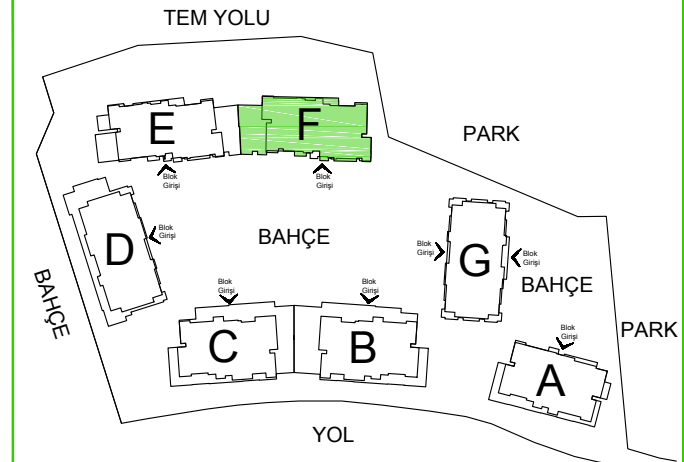 TEM YOLU
PARK
E
F
Blok
Girişi
Blok
Girişi
D
Blok
Girişi
BAHÇE
Blok
Girişi
G
Blok
Girişi
BAHÇE
BAHÇE
Blok
Girişi
Blok
Girişi
C
B
Blok
Girişi
PARK
A
YOL